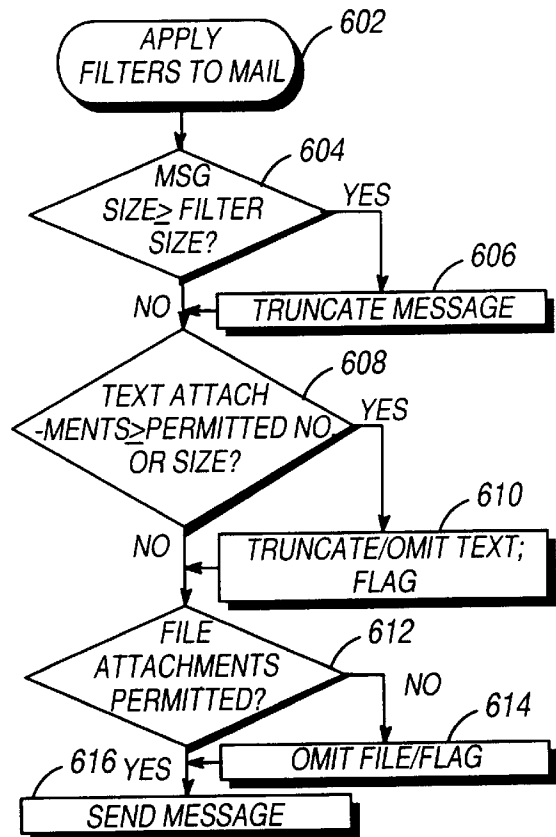 602
APPLY
FILTERS TO MAIL
604
MSG
SIZE≥ FILTER
SIZE?
YES
606
NO
TRUNCATE MESSAGE
608
TEXT ATTACH
-MENTS≥PERMITTED NO.
OR SIZE?
YES
610
NO
TRUNCATE/OMIT TEXT;
FLAG
612
FILE
ATTACHMENTS
PERMITTED?
NO
614
616
YES
OMIT FILE/FLAG
SEND MESSAGE